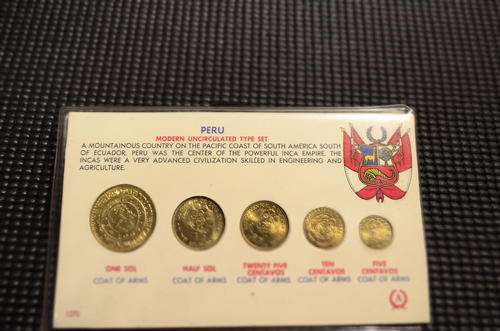 PERU
MODERN UNCIRCULATED TYPE SET
A MOUNTAINOUS COUNTRY ON THE PACIFIC COAST OF SOUTH AMERICA SOUTH
OF ECUADOR. PERU WAS THE CENTER OF THE POWERFUL INCA EMPIRE. THE
INCAS WERE A VERY ADVANCED CIVILIZATION SKILLED IN ENGINEERING AND
AGRICULTURE.
ONE SOL
COAT OF ARMS
HALF SOL
COAT OF ARMS
TWENTY FIVE
CENTAVOS
COAT OF ARMS
TEN
CENTAVOS
COAT OF ARMS
FIVE
CENTAVOS
COAT OF ARMS
A